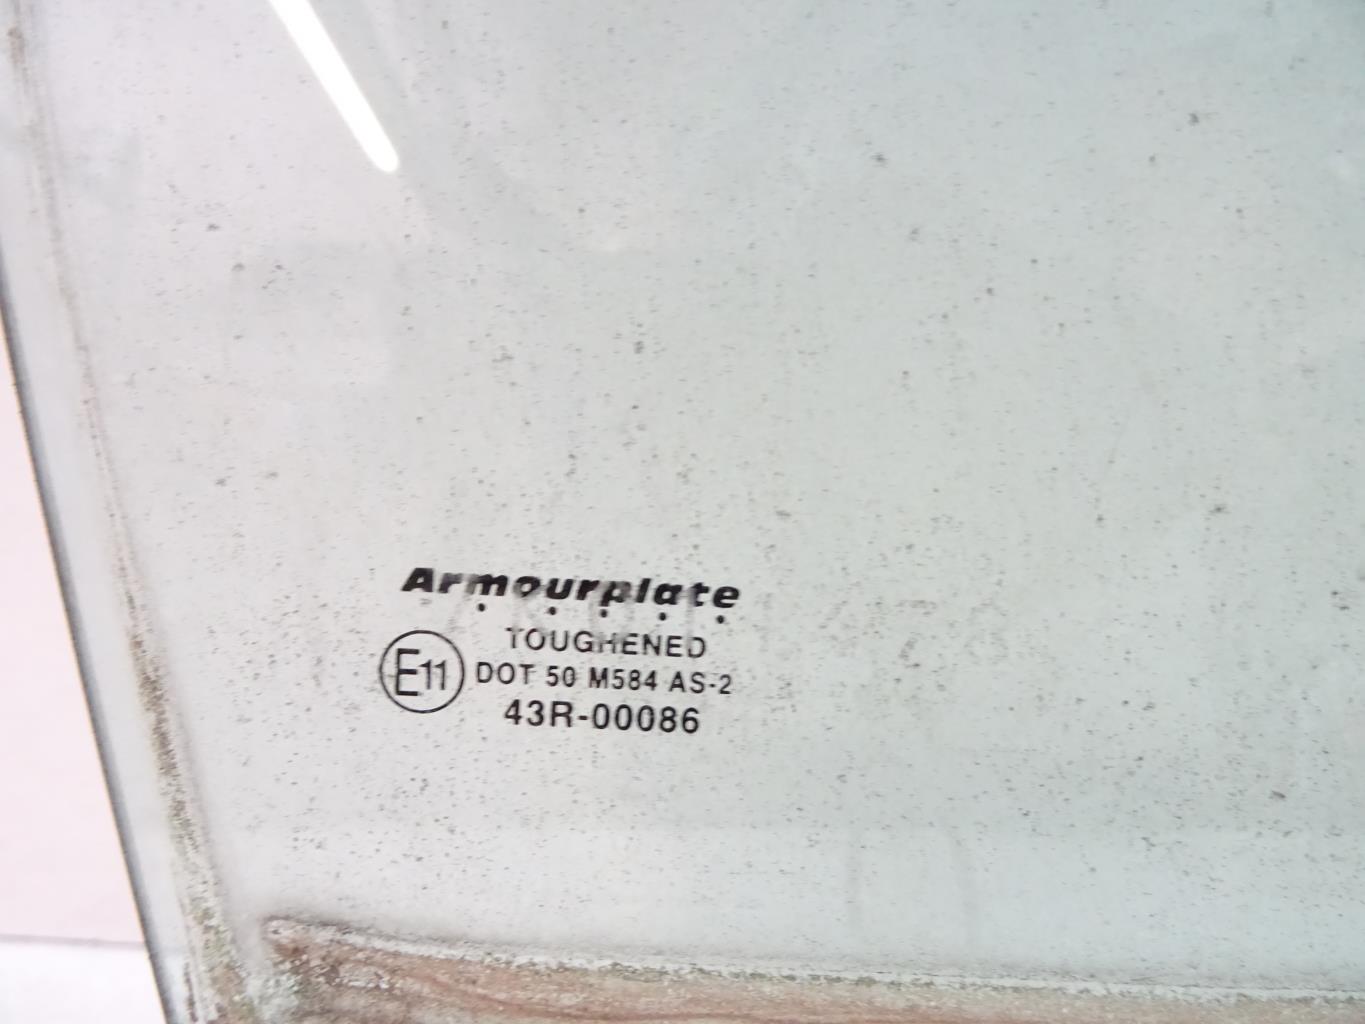 Armourplate
TOUGHENED
E11 DOT 50 M584 AS-2
43R-00086